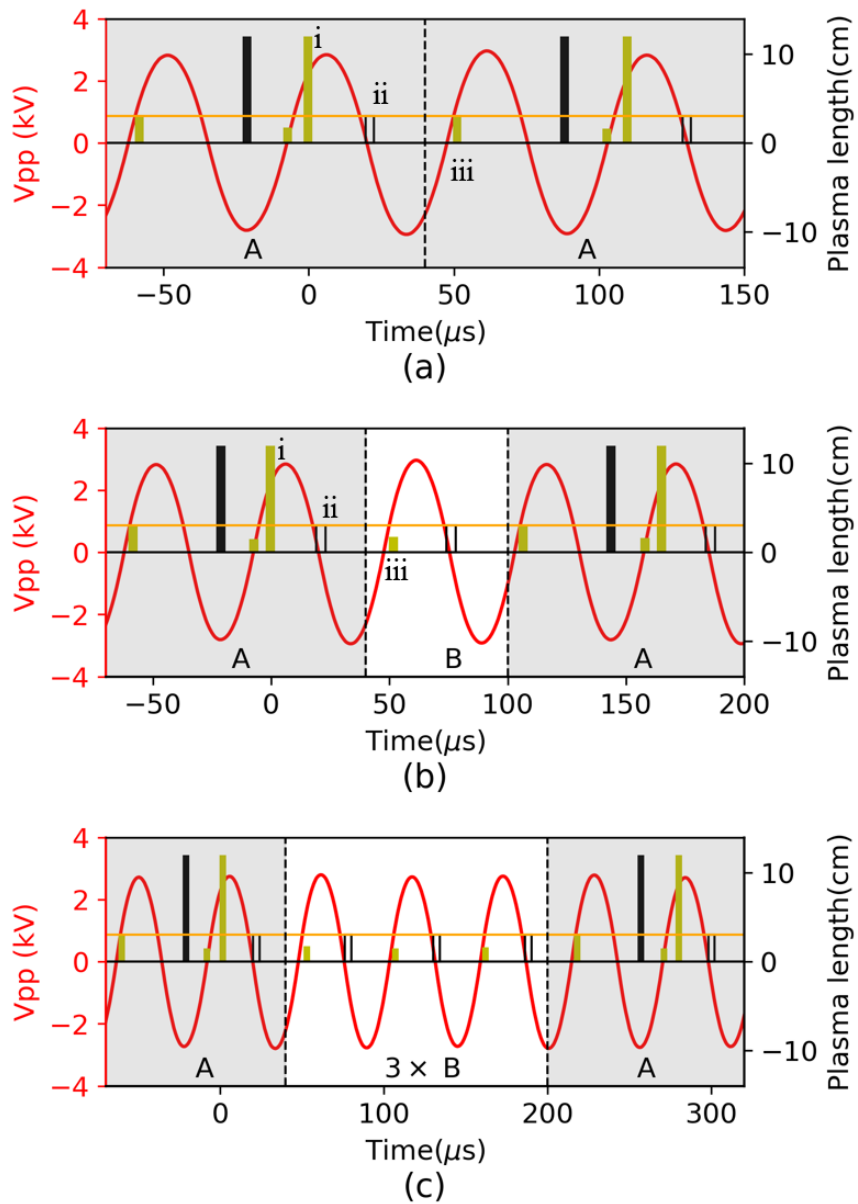 4
2
0
−2
−4
Vpp (kV)
10
0
−10
Plasma length(cm)
i
ii
iii
A
A
−50
0
50
100
150
Time(μs)
(a)
4
2
0
−2
−4
Vpp (kV)
10
0
−10
Plasma length(cm)
i
ii
iii
A
B
A
−50
0
50
100
150
200
Time(μs)
(b)
4
2
0
−2
−4
Vpp (kV)
10
0
−10
Plasma length(cm)
A
3 × B
A
0
100
200
300
Time(μs)
(c)